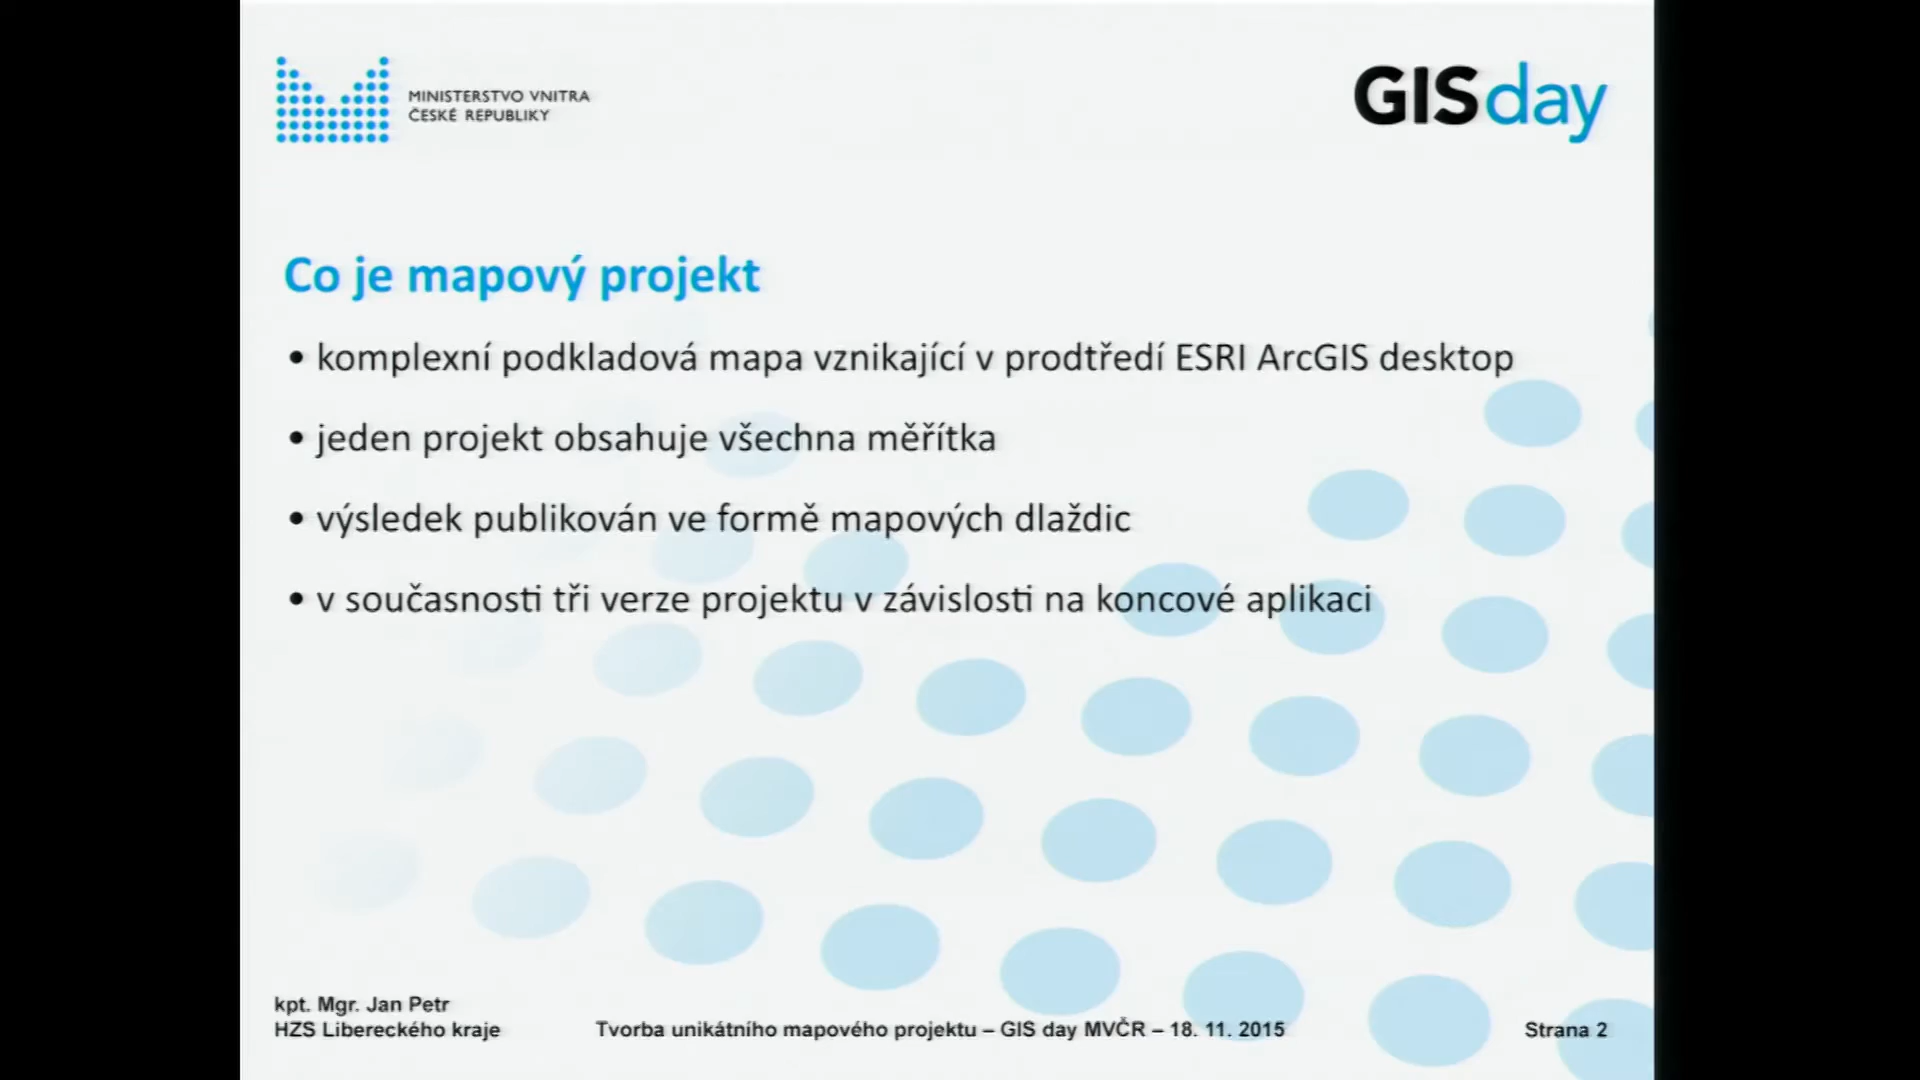 MINISTERSTVO VNITRA
ČESKÉ REPUBLIKY
GISday
Co je mapový projekt
• komplexní podkladová mapa vznikající v prodtředí ESRI ArcGIS desktop
• jeden projekt obsahuje všechna měřítka
• výsledek publikován ve formě mapových dlaždic
• v současnosti tři verze projektu v závislosti na koncové aplikaci
kpt. Mgr. Jan Petr
HZS Libereckého kraje
Tvorba unikátního mapového projektu – GIS day MVČR – 18. 11. 2015
Strana 2